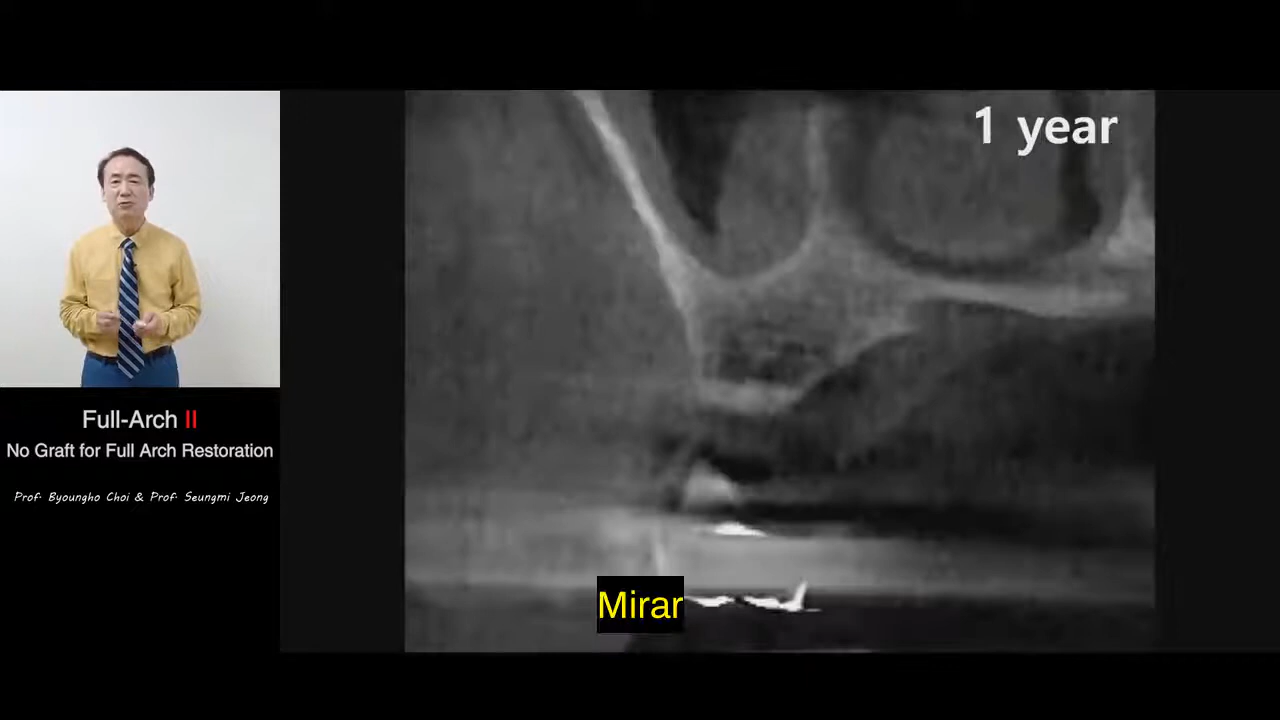 1 year
Full-Arch II
No Graft for Full Arch Restoration
Prof. Byoungho Choi & Prof. Seungmi Jeong
Mirar